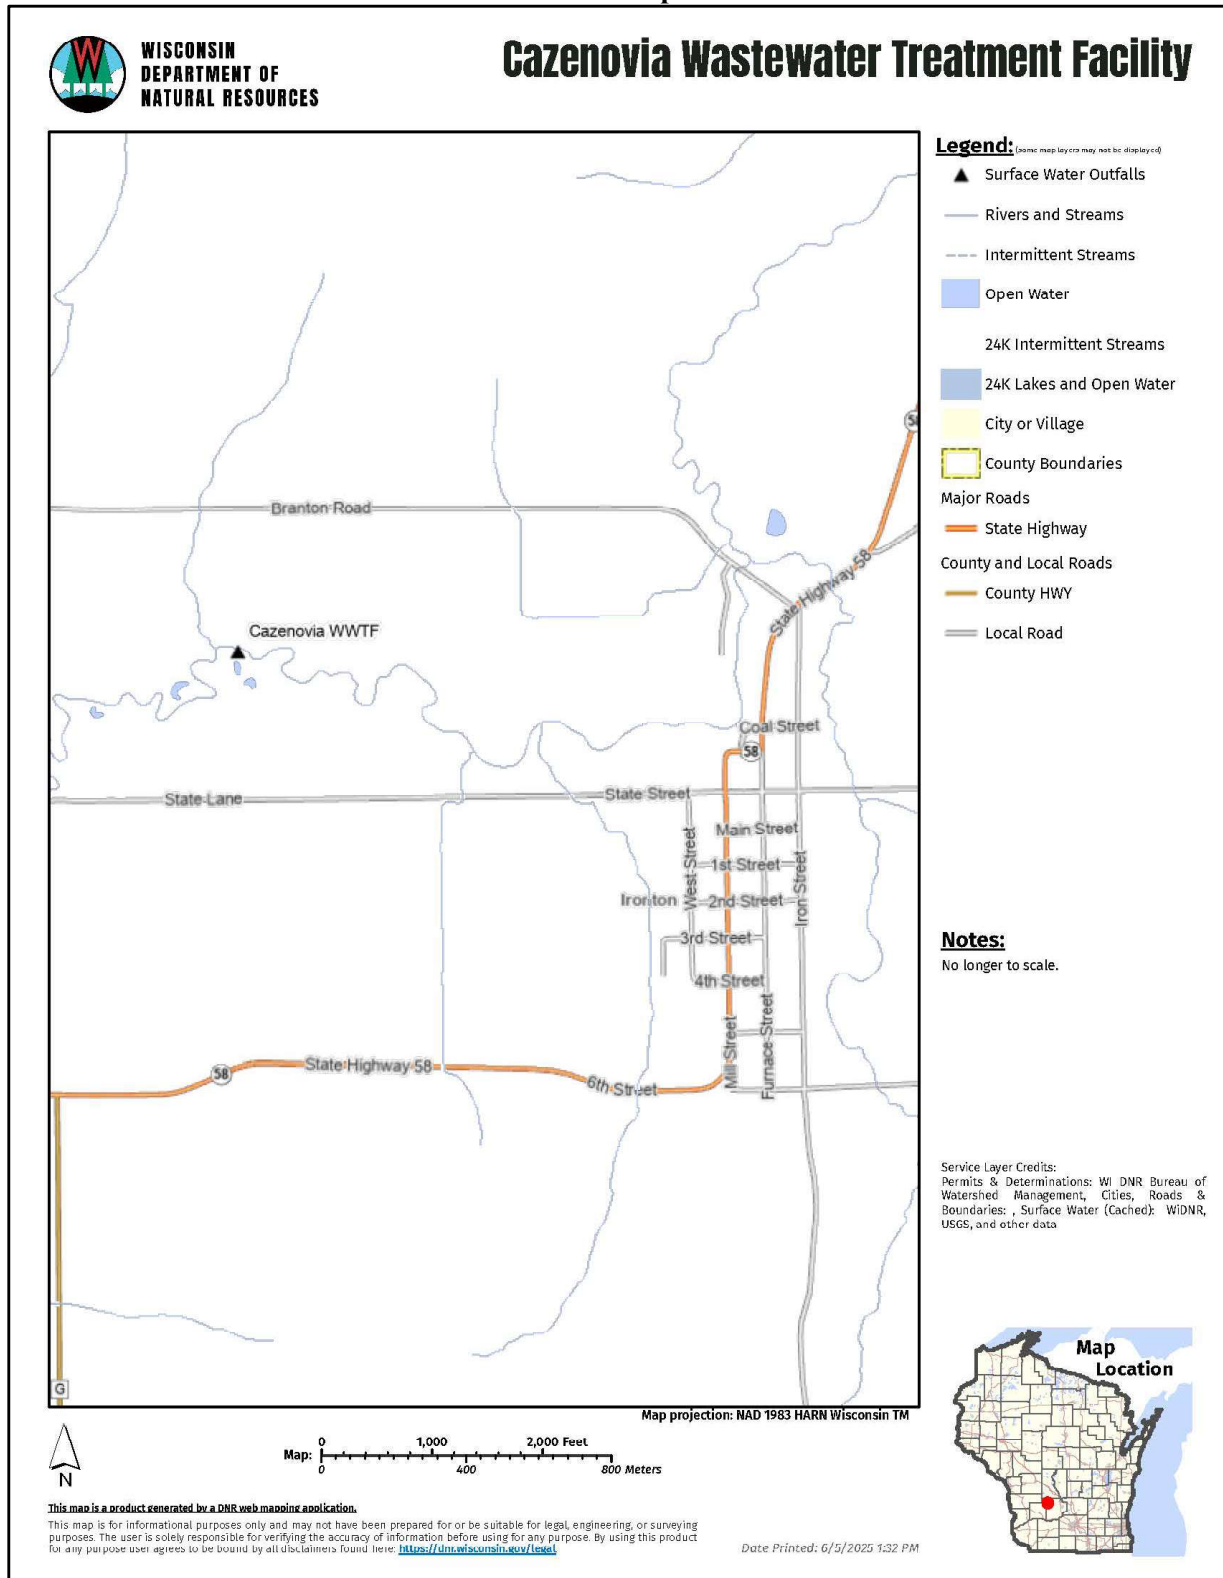 WISCONSIN
DEPARTMENT OF
NATURAL RESOURCES
Cazenovia Wastewater Treatment Facility
Legend: (some map layers may not be displayed)
Surface Water Outfalls
Rivers and Streams
Intermittent Streams
Open Water
24K Intermittent Streams
24K Lakes and Open Water
City or Village
County Boundaries
Major Roads
State Highway
County and Local Roads
County HWY
Local Road
Branton Road
State Highway 58
Cazenovia WWTF
Coal Street
58
State Lane
State Street
Main Street
West Street
1st Street
Iron Street
Ironton
2nd Street
3rd Street
4th Street
Mill Street
Furnace Street
58
State Highway 58
6th Street
G
Notes:
No longer to scale.
Service Layer Credits:
Permits & Determinations: WI DNR Bureau of
Watershed Management, Cities, Roads &
Boundaries: , Surface Water (Cached): WiDNR,
USGS, and other data
Map
Location
Map projection: NAD 1983 HARN Wisconsin TM
N
Map:
0 1,000 2,000 Feet
0 400 800 Meters
This map is a product generated by a DNR web mapping application.
This map is for informational purposes only and may not have been prepared for or be suitable for legal, engineering, or surveying
purposes. The user is solely responsible for verifying the accuracy of information before using for any purpose. By using this product
for any purpose user agrees to be bound by all disclaimers found here: https://dnr.wisconsin.gov/legal
Date Printed: 6/5/2025 1:32 PM